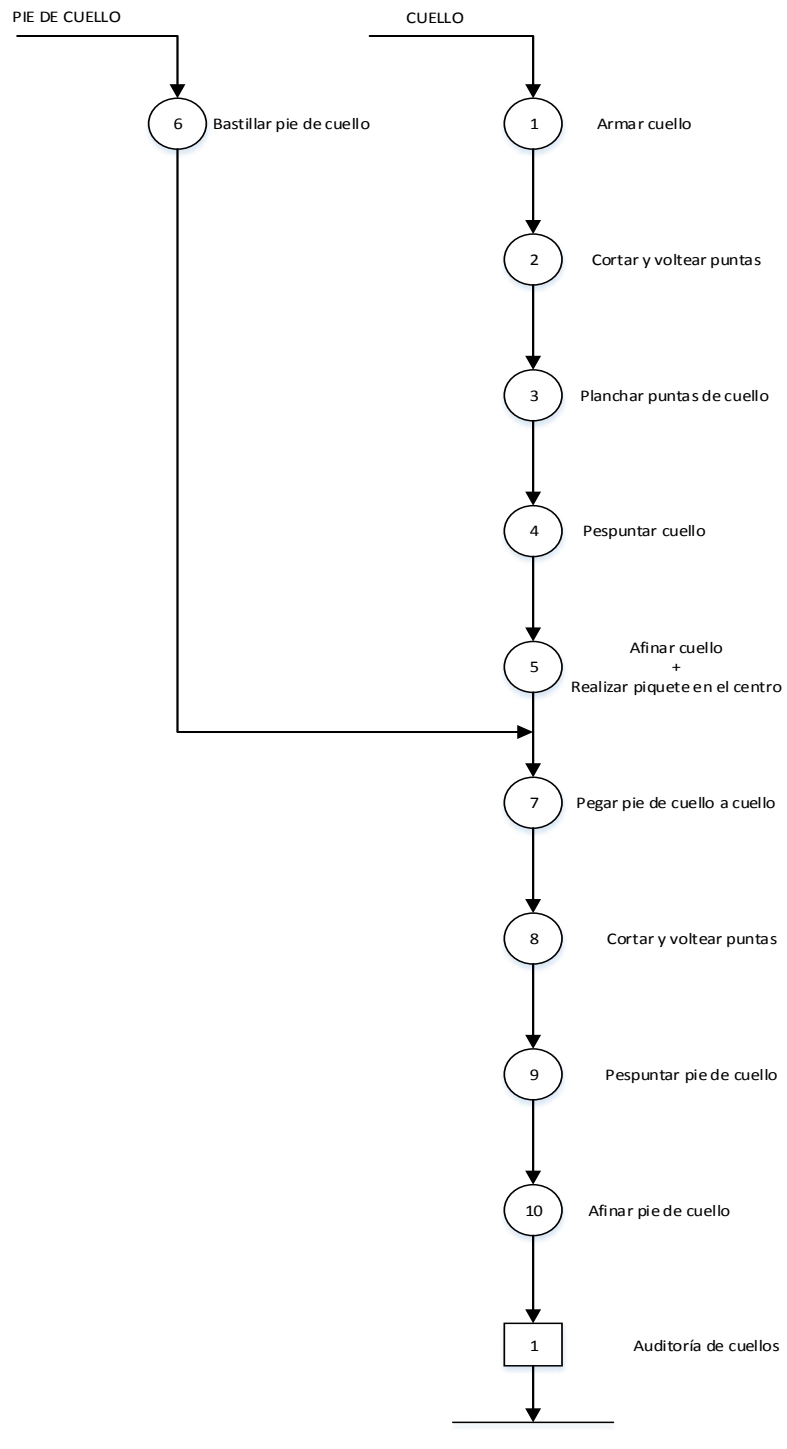 PIE DE CUELLO
CUELLO
6
Bastillar pie de cuello
1
Armar cuello
2
Cortar y voltear puntas
3
Planchar puntas de cuello
4
Pespuntar cuello
5
Afinar cuello
+
Realizar piquete en el centro
7
Pegar pie de cuello a cuello
8
Cortar y voltear puntas
9
Pespuntar pie de cuello
10
Afinar pie de cuello
1
Auditoría de cuellos